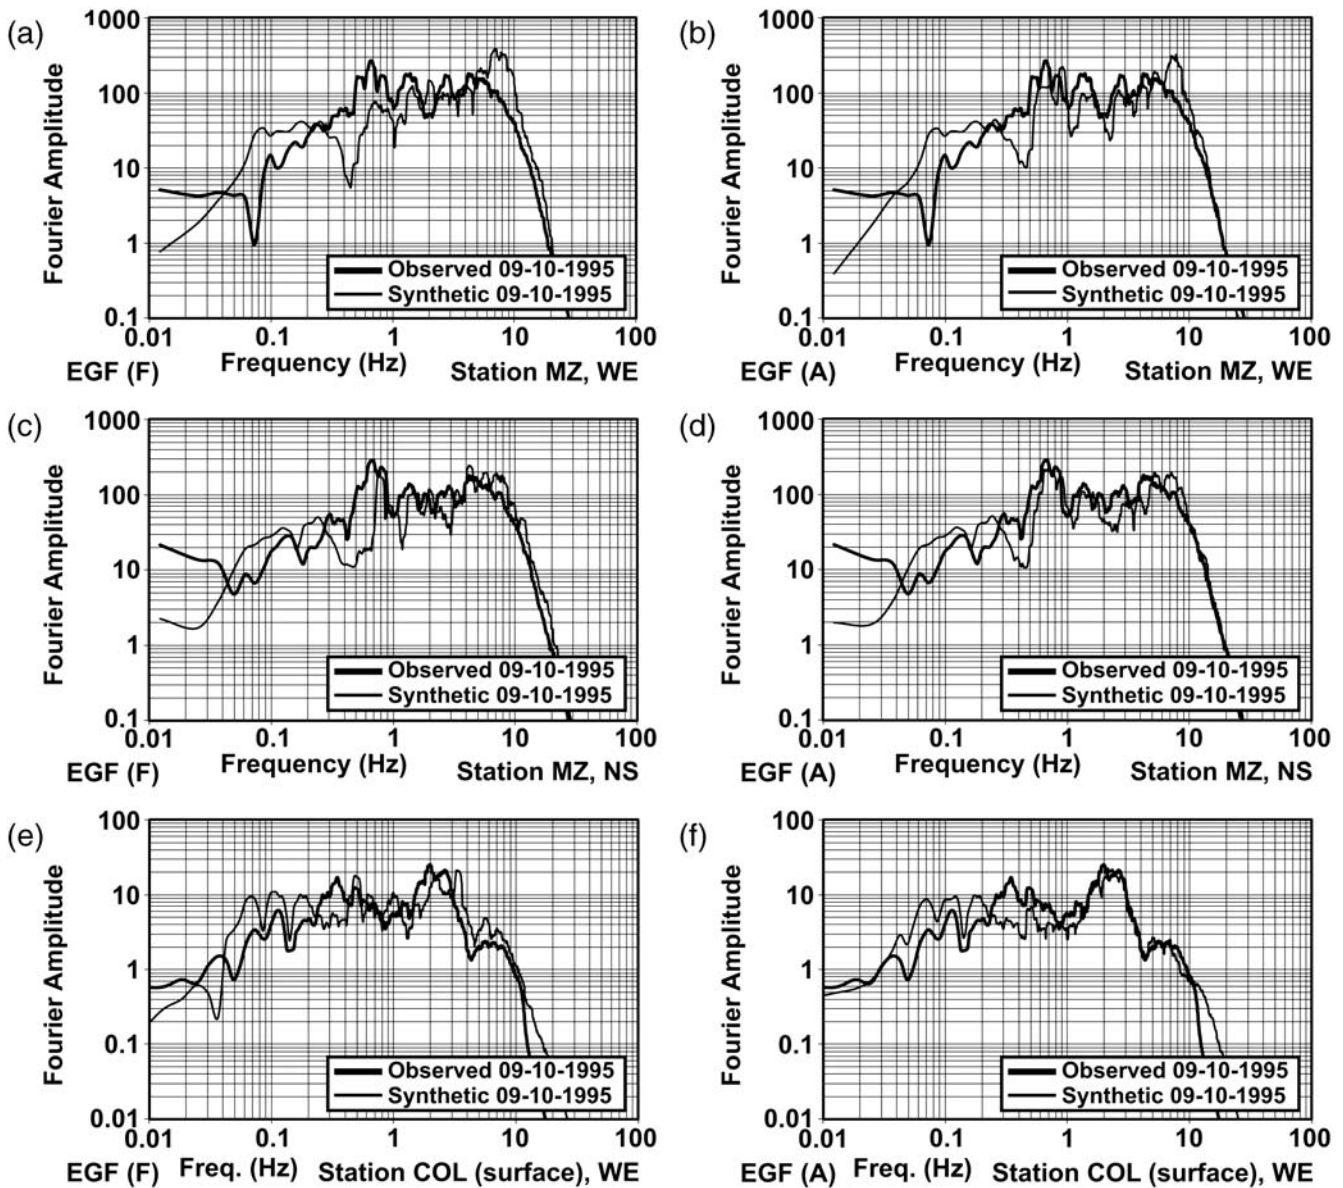 (a)
1000
100
10
1
0.1
Fourier Amplitude
Observed 09-10-1995
Synthetic 09-10-1995
0.01 0.1 1 10 100
EGF (F) Frequency (Hz) Station MZ, WE
(b)
1000
100
10
1
0.1
Fourier Amplitude
Observed 09-10-1995
Synthetic 09-10-1995
0.01 0.1 1 10 100
EGF (A) Frequency (Hz) Station MZ, WE
(c)
1000
100
10
1
0.1
Fourier Amplitude
Observed 09-10-1995
Synthetic 09-10-1995
0.01 0.1 1 10 100
EGF (F) Frequency (Hz) Station MZ, NS
(d)
1000
100
10
1
0.1
Fourier Amplitude
Observed 09-10-1995
Synthetic 09-10-1995
0.01 0.1 1 10 100
EGF (A) Frequency (Hz) Station MZ, NS
(e)
100
10
1
0.1
0.01
Fourier Amplitude
Observed 09-10-1995
Synthetic 09-10-1995
0.01 0.1 1 10 100
EGF (F) Freq. (Hz) Station COL (surface), WE
(f)
100
10
1
0.1
0.01
Fourier Amplitude
Observed 09-10-1995
Synthetic 09-10-1995
0.01 0.1 1 10 100
EGF (A) Freq. (Hz) Station COL (surface), WE